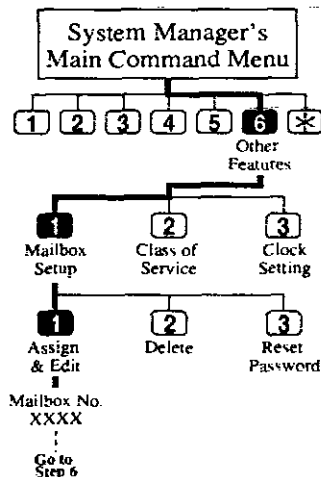 System Manager's
Main Command Menu
1 2 3 4 5 6 *
Other
Features
1 2 3
Mailbox
Setup
Class of
Service
Clock
Setting
1 2 3
Assign
& Edit
Delete
Reset
Password
Mailbox No.
XXXX
Go to
Step 6